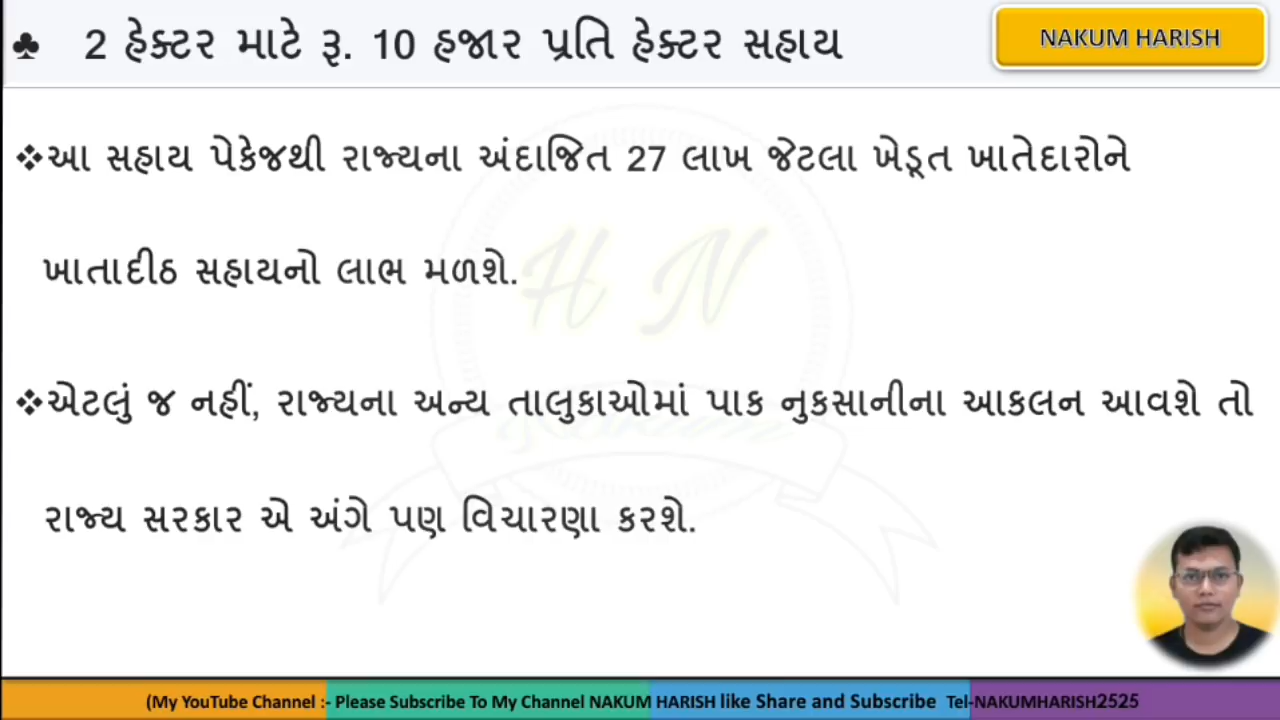 ♣ 2 હેક્ટર માટે રૂ. 10 હજાર પ્રતિ હેક્ટર સહાય
NAKUM HARISH
❖આ સહાય પેકેજથી રાજ્યના અંદાજિત 27 લાખ જેટલા ખેડૂત ખાતેદારોને
ખાતાદીઠ સહાયનો લાભ મળશે.
H N
❖એટલું જ નહીં, રાજ્યના અન્ય તાલુકાઓમાં પાક નુકસાનીના આકલન આવશે તો
રાજ્ય સરકાર એ અંગે પણ વિચારણા કરશે.
(My YouTube Channel :- Please Subscribe To My Channel NAKUM HARISH like Share and Subscribe Tel-NAKUMHARISH2525